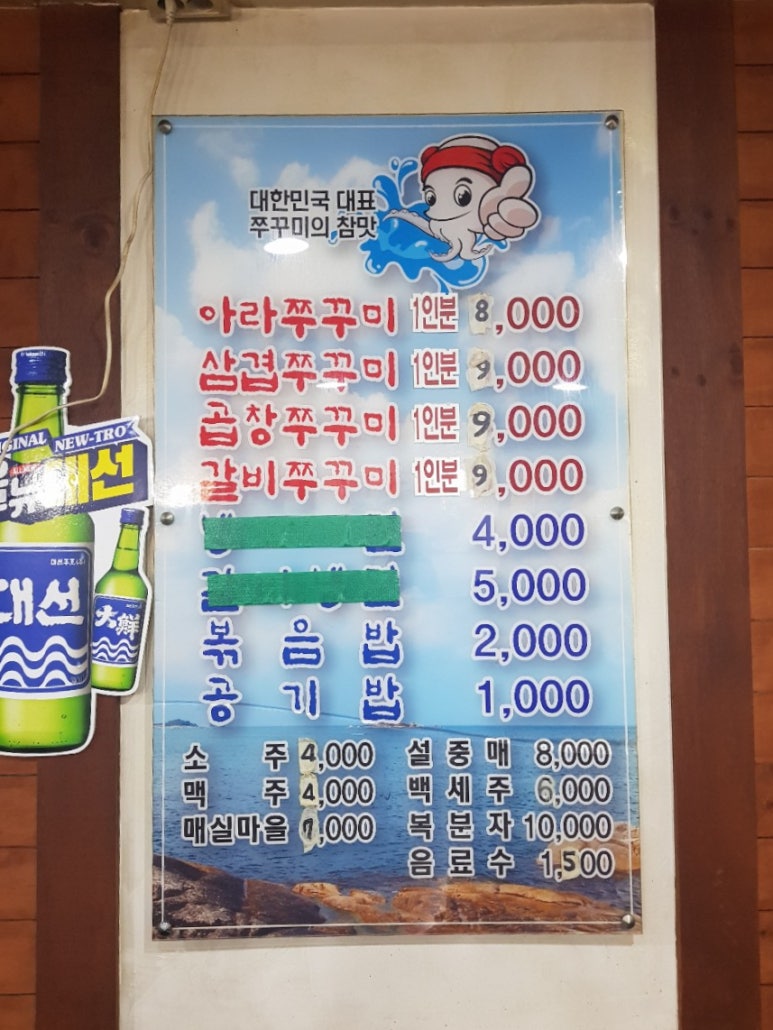 대한민국 대표
쭈꾸미의 참맛
아라쭈꾸미 1인분 8,000
삼겹쭈꾸미 1인분 9,000
곱창쭈꾸미 1인분 9,000
갈비쭈꾸미 1인분 9,000
4,000
5,000
볶음밥 2,000
공기밥 1,000
소주 4,000 설중매 8,000
맥주 4,000 백세주 6,000
매실마을 7,000 복분자 10,000
음료수 1,500
NEW-TRO
대선
대선
大鮮